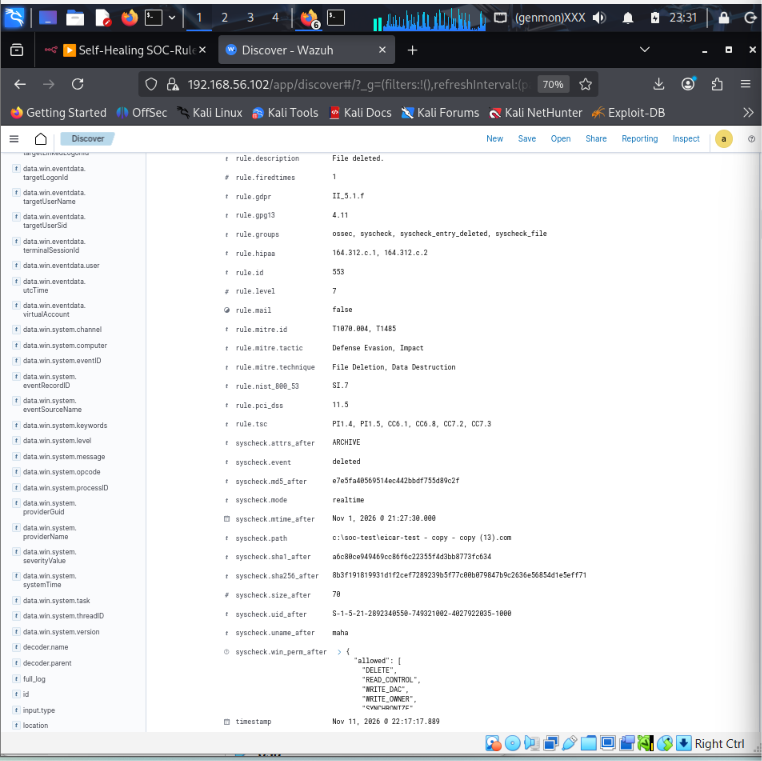 1 2 3 4 6 (genmon)XXX 23:31
Self-Healing SOC-Rule Discover - Wazuh
192.168.56.102/app/discover#/?_g=(filters:!(),refreshInterval:(p 70%
Getting Started OffSec Kali Linux Kali Tools Kali Docs Kali Forums Kali NetHunter Exploit-DB
Discover New Save Open Share Reporting Inspect a
data.win.eventdata.
targetLogonId
data.win.eventdata.
targetUserName
data.win.eventdata.
targetUserSid
data.win.eventdata.
terminalSessionId
data.win.eventdata.user
data.win.eventdata.
utcTime
data.win.eventdata.
virtualAccount
data.win.system.channel
data.win.system.computer
data.win.system.eventID
data.win.system.
eventRecordID
data.win.system.
eventSourceName
data.win.system.keywords
data.win.system.level
data.win.system.message
data.win.system.opcode
data.win.system.processID
data.win.system.
providerGuid
data.win.system.
providerName
data.win.system.
severityValue
data.win.system.
systemTime
data.win.system.task
data.win.system.threadID
data.win.system.version
decoder.name
decoder.parent
full_log
id
input.type
location
rule.description File deleted.
rule.firedtimes 1
rule.gdpr II_5.1.f
rule.gpg13 4.11
rule.groups ossec, syscheck, syscheck_entry_deleted, syscheck_file
rule.hipaa 164.312.c.1, 164.312.c.2
rule.id 553
rule.level 7
rule.mail false
rule.mitre.id T1070.004, T1485
rule.mitre.tactic Defense Evasion, Impact
rule.mitre.technique File Deletion, Data Destruction
rule.nist_800_53 SI.7
rule.pci_dss 11.5
rule.tsc PI1.4, PI1.5, CC6.1, CC6.8, CC7.2, CC7.3
syscheck.attrs_after ARCHIVE
syscheck.event deleted
syscheck.md5_after e7e5fa40569514ec442bbdf755d89c2f
syscheck.mode realtime
syscheck.mtime_after Nov 1, 2026 @ 21:27:30.000
syscheck.path c:\soc-test\eicar-test - copy - copy (13).com
syscheck.sha1_after a6c80ce949469cc86f6c22355f4d3bb8773fc634
syscheck.sha256_after 8b3f191819931d1f2cef7289239b5f77c00b079847b9c2636e56854d1e5eff71
syscheck.size_after 70
syscheck.uid_after S-1-5-21-2892340550-749321002-4027922035-1000
syscheck.uname_after maha
syscheck.win_perm_after {
"allowed": [
"DELETE",
"READ_CONTROL",
"WRITE_DAC",
"WRITE_OWNER",
"SYNCHRONIZE",
timestamp Nov 11, 2026 @ 22:17:17.889
Right Ctrl